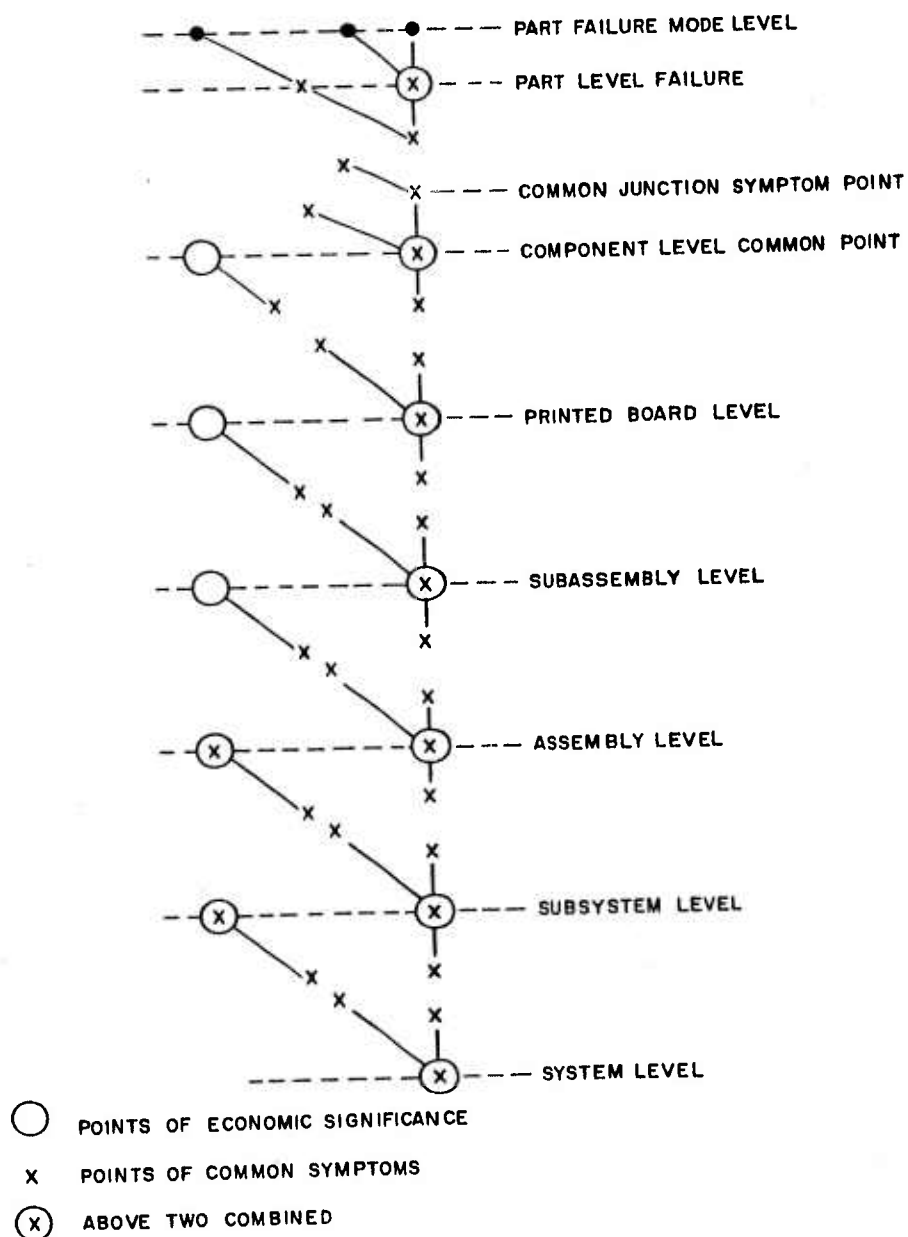 PART FAILURE MODE LEVEL
PART LEVEL FAILURE
COMMON JUNCTION SYMPTOM POINT
COMPONENT LEVEL COMMON POINT
PRINTED BOARD LEVEL
SUBASSEMBLY LEVEL
ASSEMBLY LEVEL
SUBSYSTEM LEVEL
SYSTEM LEVEL
POINTS OF ECONOMIC SIGNIFICANCE
X POINTS OF COMMON SYMPTOMS
X ABOVE TWO COMBINED